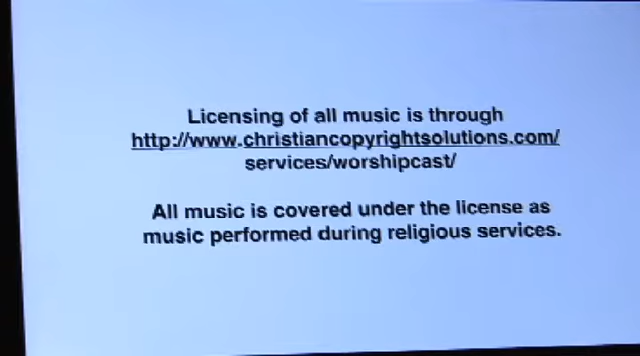 Licensing of all music is through
http://www.christiancopyrightsolutions.com/
services/worshipcast/
All music is covered under the license as
music performed during religious services.